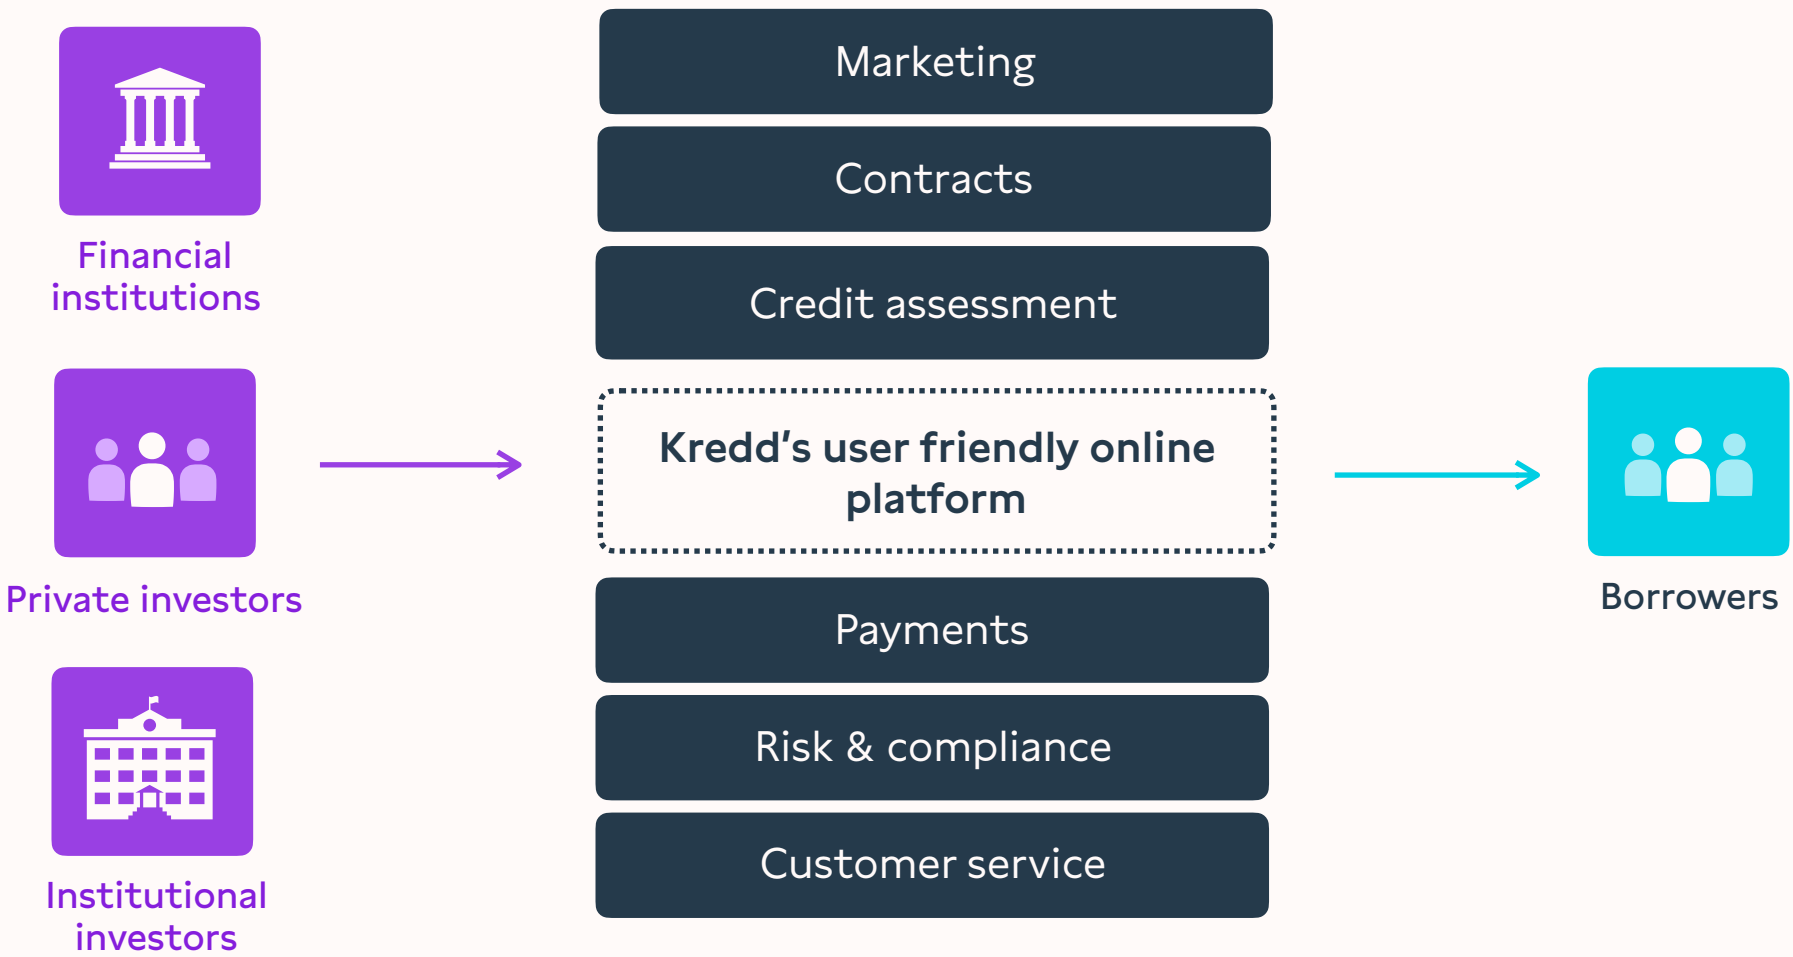 Financial
institutions
Private investors
Institutional
investors
Marketing
Contracts
Credit assessment
Kredd’s user friendly online
platform
Payments
Risk & compliance
Customer service
Borrowers